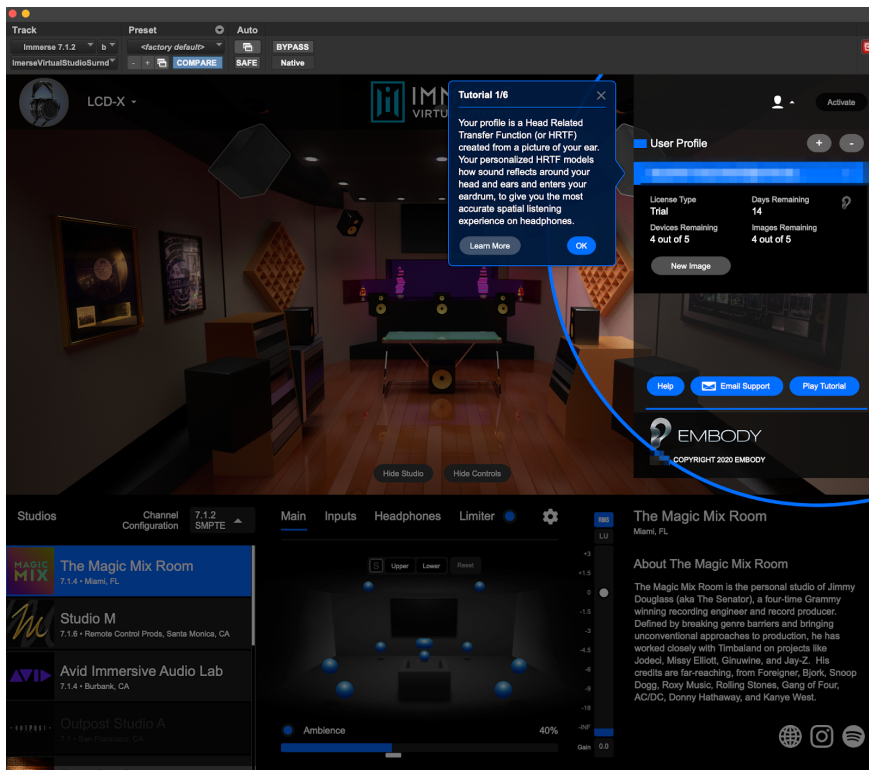 Track
Preset
Auto
Immerse 7.1.2
b
<factory default>
BYPASS
ImerseVirtualStudioSurnd
- +
COMPARE
SAFE
Native
LCD-X
IMM
VIRTU
Activate
Tutorial 1/6
Your profile is a Head Related
Transfer Function (or HRTF)
created from a picture of your ear.
Your personalized HRTF models
how sound reflects around your
head and ears and enters your
eardrum, to give you the most
accurate spatial listening
experience on headphones.
Learn More
OK
User Profile
+
-
License Type
Trial
Days Remaining
14
Devices Remaining
4 out of 5
Images Remaining
4 out of 5
New Image
Help
Email Support
Play Tutorial
EMBODY
COPYRIGHT 2020 EMBODY
Hide Studio
Hide Controls
Studios
Channel
Configuration
7.1.2
SMPTE
MAGIC
MIX
The Magic Mix Room
7.1.4 • Miami, FL
Studio M
7.1.6 • Remote Control Prods, Santa Monica, CA
AVID
Avid Immersive Audio Lab
7.1.4 • Burbank, CA
OUTPOST
Outpost Studio A
7.1 • San Francisco, CA
Main
Inputs
Headphones
Limiter
S
Upper
Lower
Reset
Ambience
40%
RMS
LU
+3
+1.5
0
-1.5
-3
-4.5
-6
-9
-18
-INF
Gain
0.0
The Magic Mix Room
Miami, FL
About The Magic Mix Room
The Magic Mix Room is the personal studio of Jimmy
Douglass (aka The Senator), a four-time Grammy
winning recording engineer and record producer.
Defined by breaking genre barriers and bringing
unconventional approaches to production, he has
worked closely with Timbaland on projects like
Jodeci, Missy Elliott, Ginuwine, and Jay-Z. His
credits are far-reaching, from Foreigner, Bjork, Snoop
Dogg, Roxy Music, Rolling Stones, Gang of Four,
AC/DC, Donny Hathaway, and Kanye West.